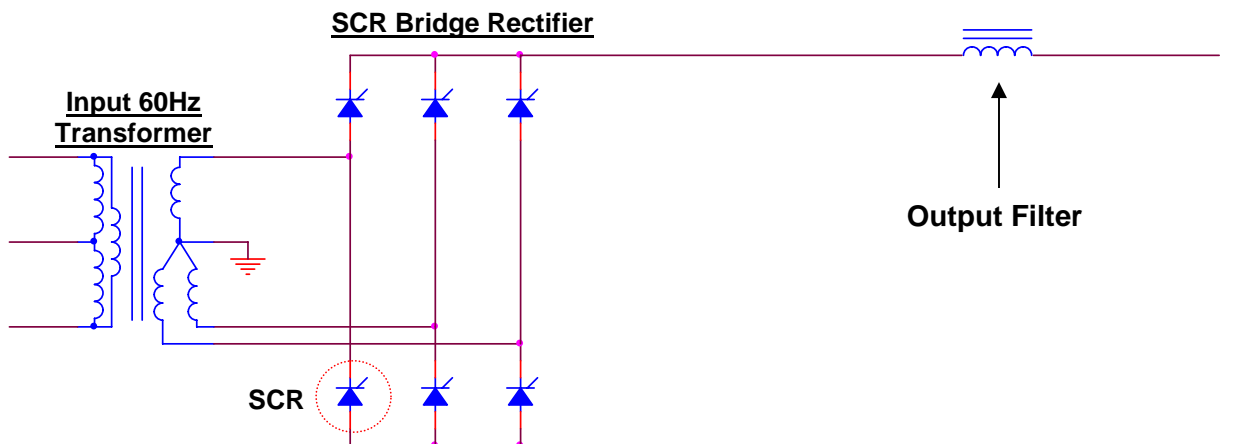 SCR Bridge Rectifier
Input 60Hz
Transformer
Output Filter
SCR